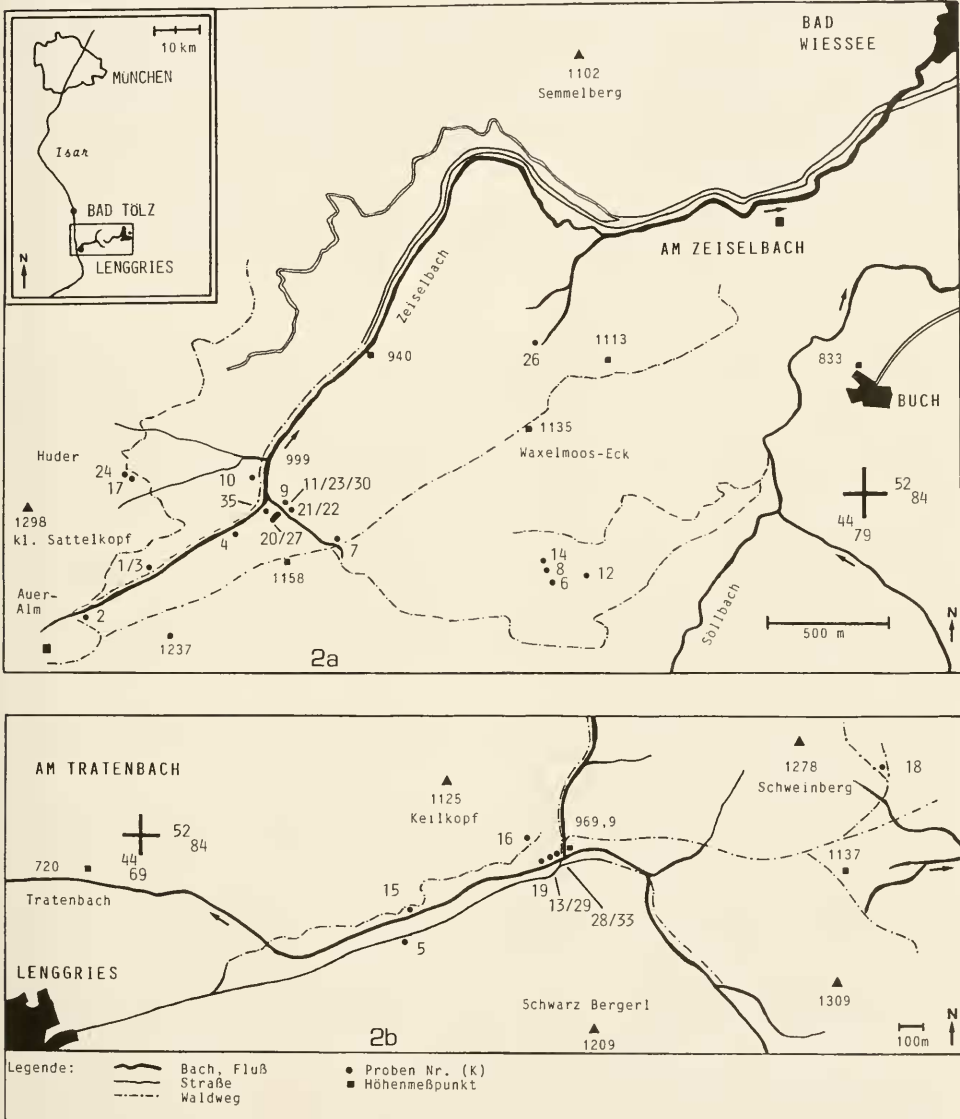 BAD
WIESSEE
10 km
MÜNCHEN
Isar
BAD TÖLZ
LENGGRIES
N
1102
Semmelberg
Zeiselbach
AM ZEISELBACH
940
26
1113
833
BUCH
1135
Waxelmoos-Eck
Huder
24
17
10
999
35
9
11/23/30
21/22
20/27
4
7
1298
kl. Sattelkopf
1/3
1158
14
8
6
12
52
84
44
79
Auer-
Alm
2
1237
Söllbach
500 m
N
2a
AM TRATENBACH
1125
Keilkopf
1278
Schweinberg
18
52
84
44
69
720
Tratenbach
16
969,9
1137
15
19
13/29
28/33
5
LENGGRIES
Schwarz Bergerl
1209
1309
N
100m
2b
Legende:
Bach, Fluß
Straße
Waldweg
Proben Nr. (K)
Höhenmeßpunkt